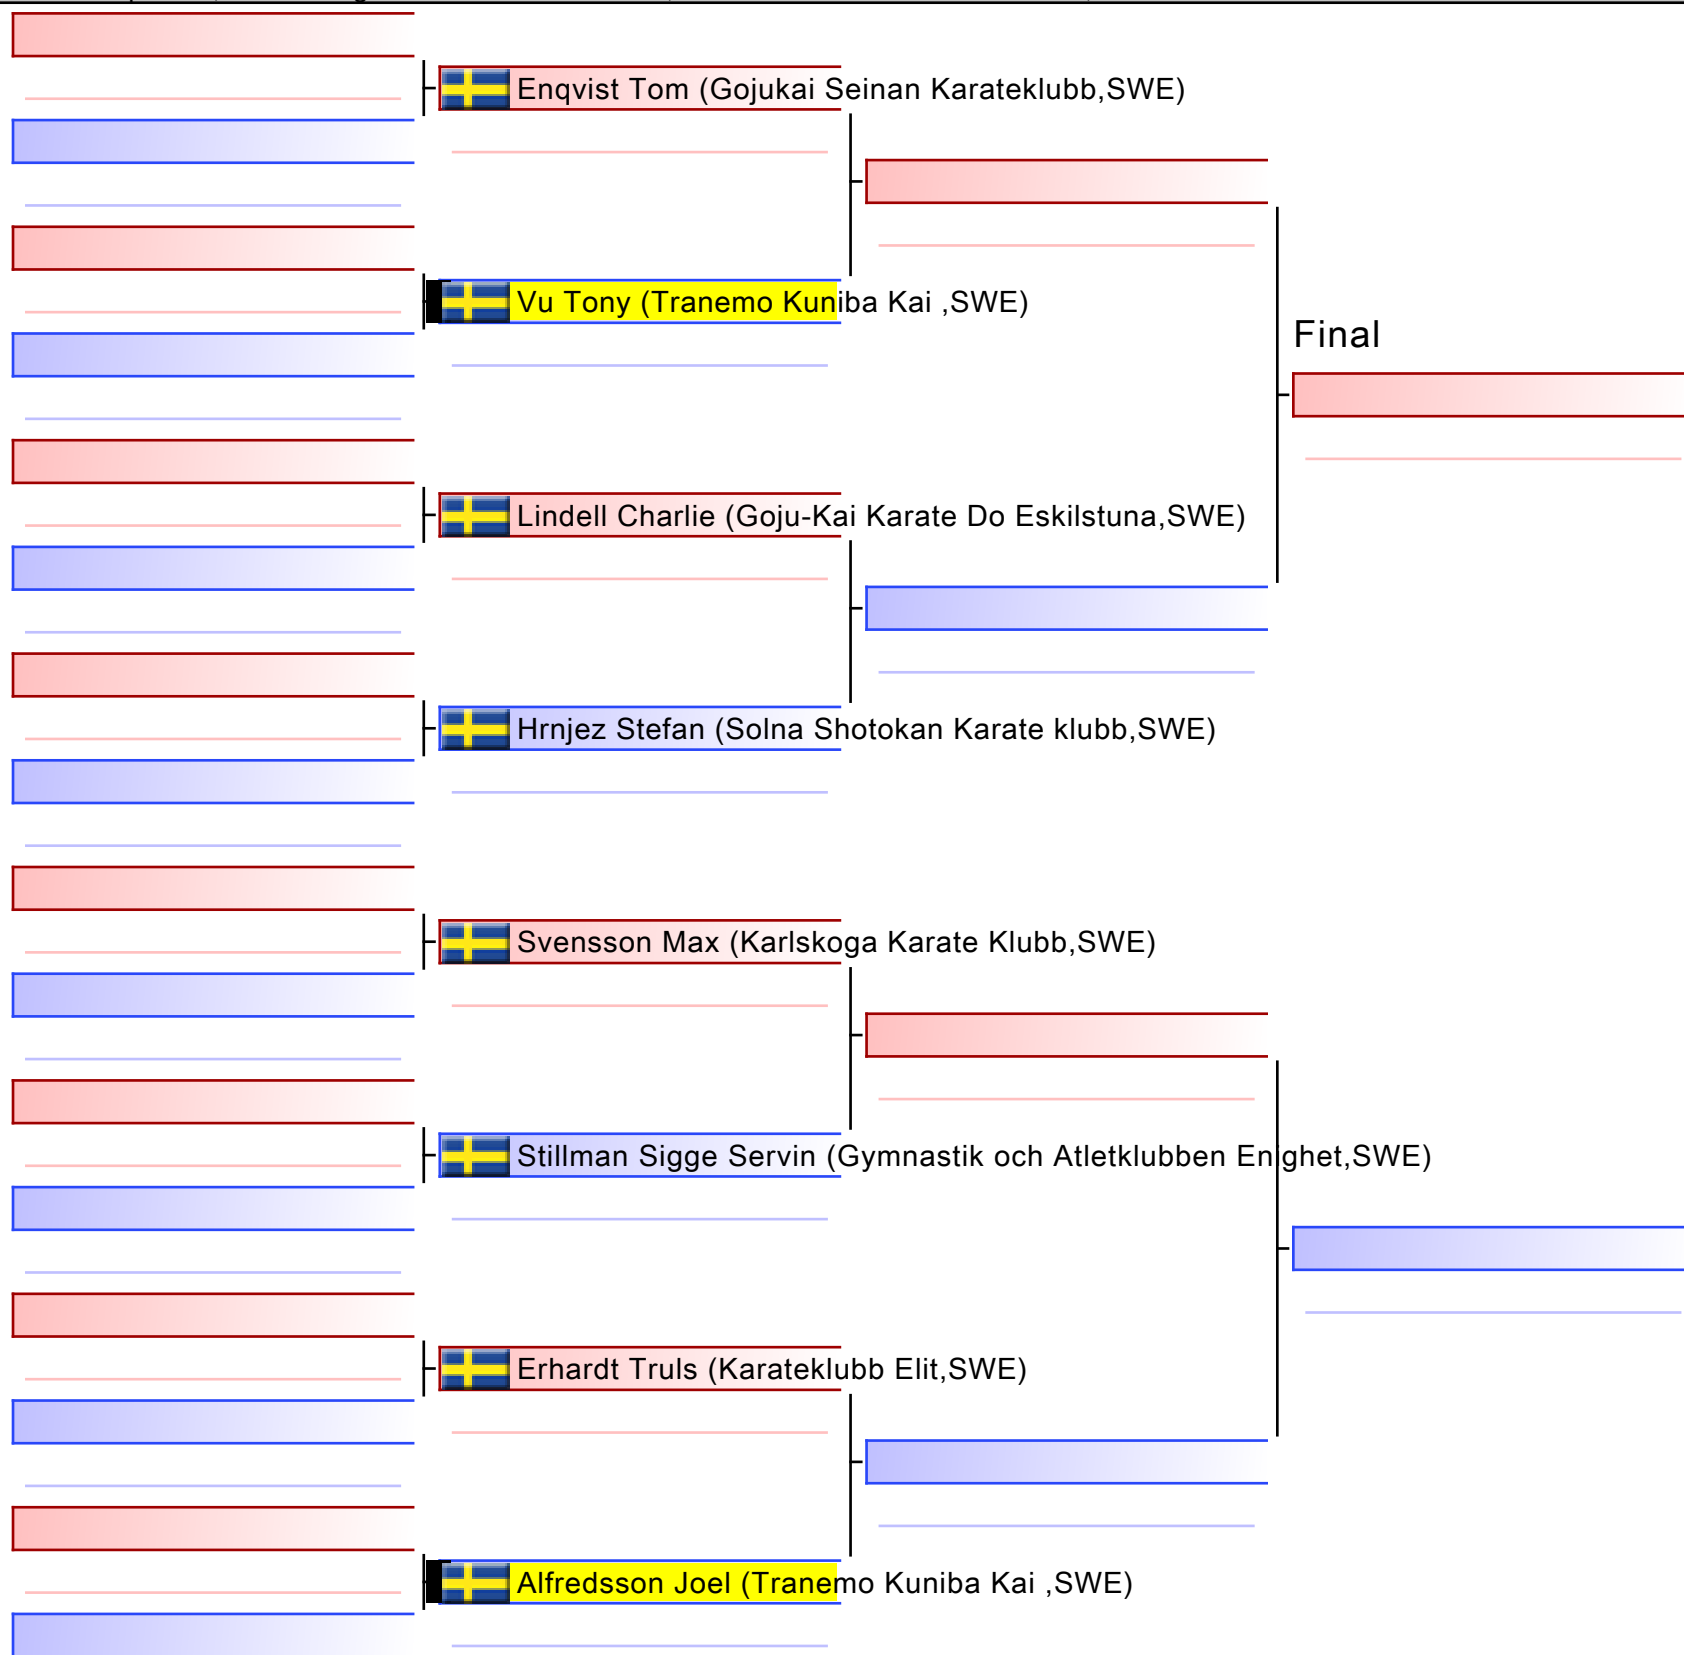 Enqvist Tom (Gojukai Seinan Karateklubb,SWE)
Vu Tony (Tranemo Kuniba Kai ,SWE)
Final
Lindell Charlie (Goju-Kai Karate Do Eskilstuna,SWE)
Hrnjez Stefan (Solna Shotokan Karate klubb,SWE)
Svensson Max (Karlskoga Karate Klubb,SWE)
Stillman Sigge Servin (Gymnastik och Atletklubben Enighet,SWE)
Erhardt Truls (Karateklubb Elit,SWE)
Alfredsson Joel (Tranemo Kuniba Kai ,SWE)